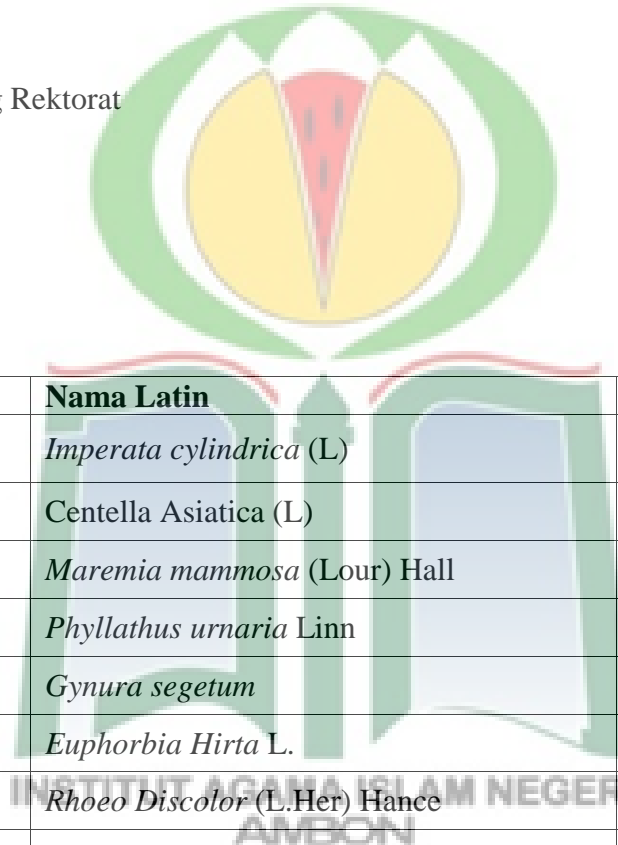 g Rektorat
Nama Latin
Imperata cylindrica (L)
Centella Asiatica (L)
Maremia mammosa (Lour) Hall
Phyllathus urnaria Linn
Gynura segetum
Euphorbia Hirta L.
Rhoeo Discolor (L.Her) Hance
INSTITUT AGAMA ISLAM NEGER
AMBON